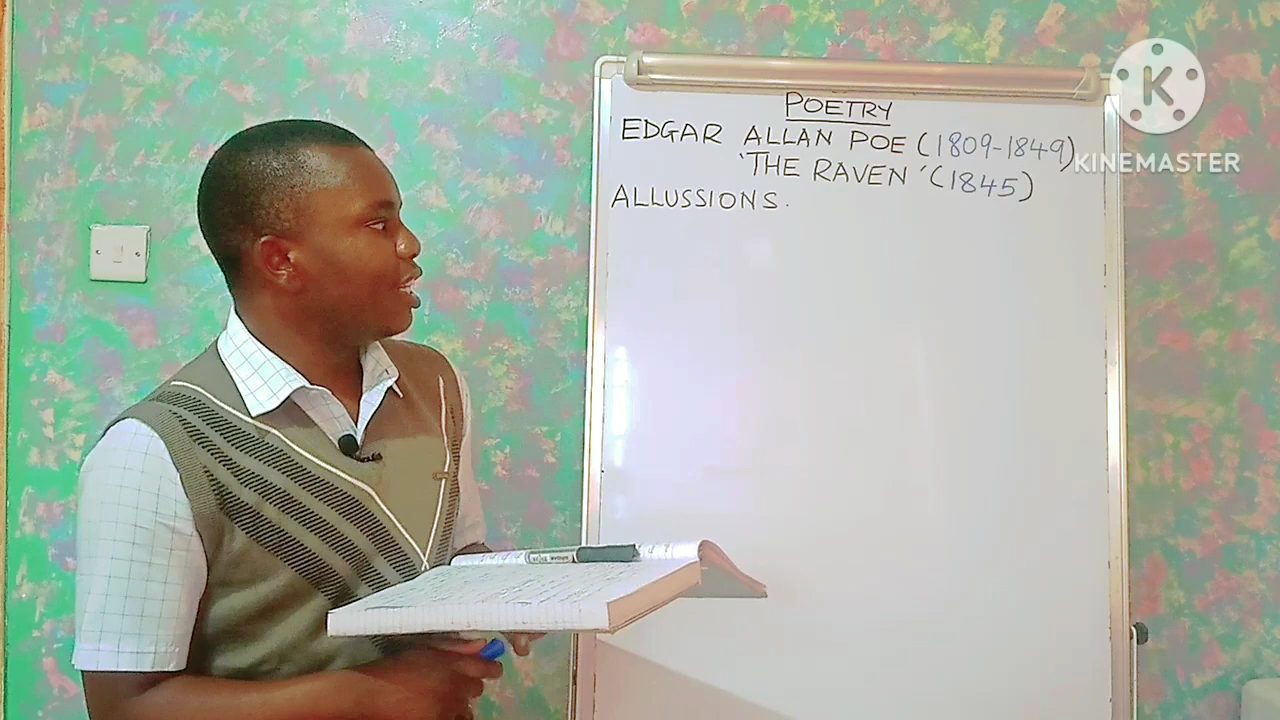 POETRY
EDGAR ALLAN POE (1809-1849)
'THE RAVEN' (1845)
ALLUSSIONS.
K
KINEMASTER